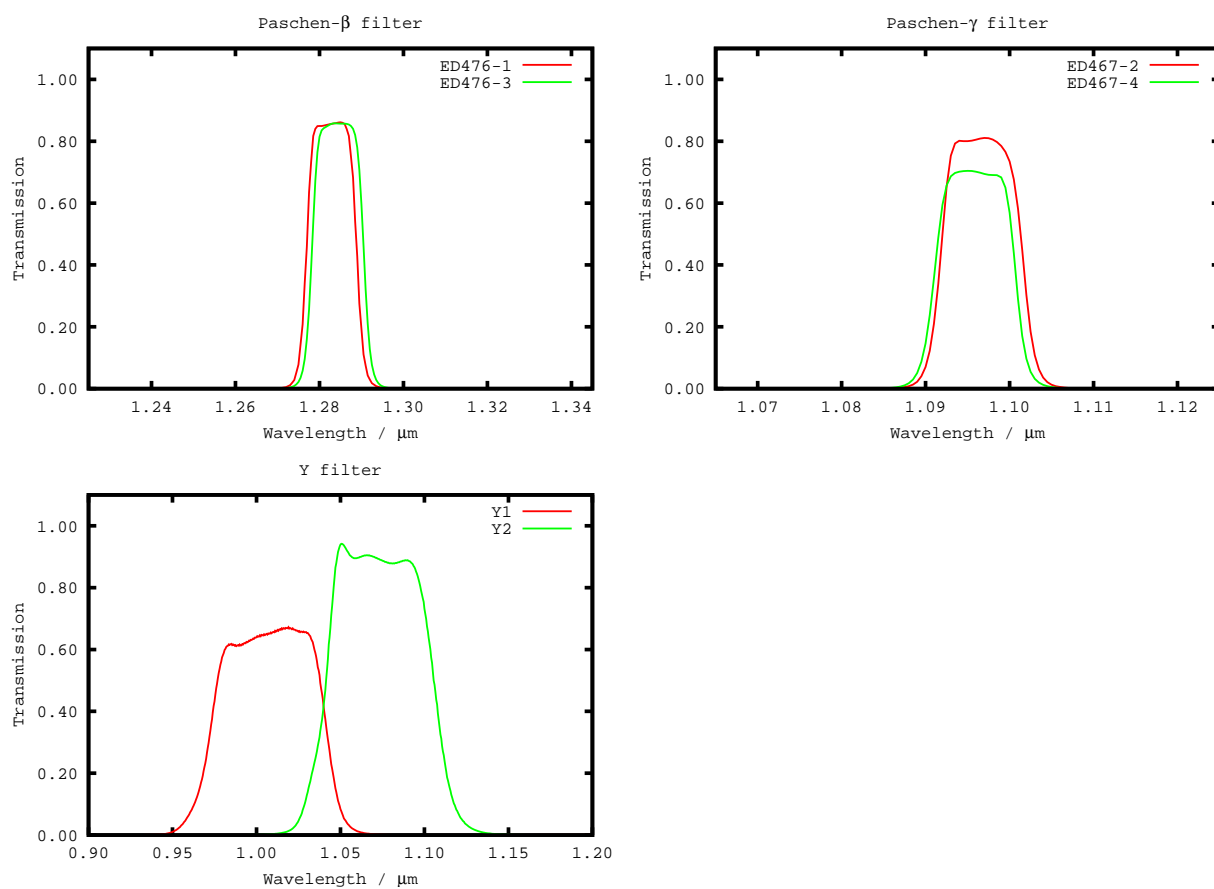 Paschen-β filter
ED476-1
ED476-3
1.00
0.80
0.60
0.40
0.20
0.00
Transmission
1.24 1.26 1.28 1.30 1.32 1.34
Wavelength / μm
Paschen-γ filter
ED467-2
ED467-4
1.00
0.80
0.60
0.40
0.20
0.00
Transmission
1.07 1.08 1.09 1.10 1.11 1.12
Wavelength / μm
Y filter
Y1
Y2
1.00
0.80
0.60
0.40
0.20
0.00
Transmission
0.90 0.95 1.00 1.05 1.10 1.15 1.20
Wavelength / μm